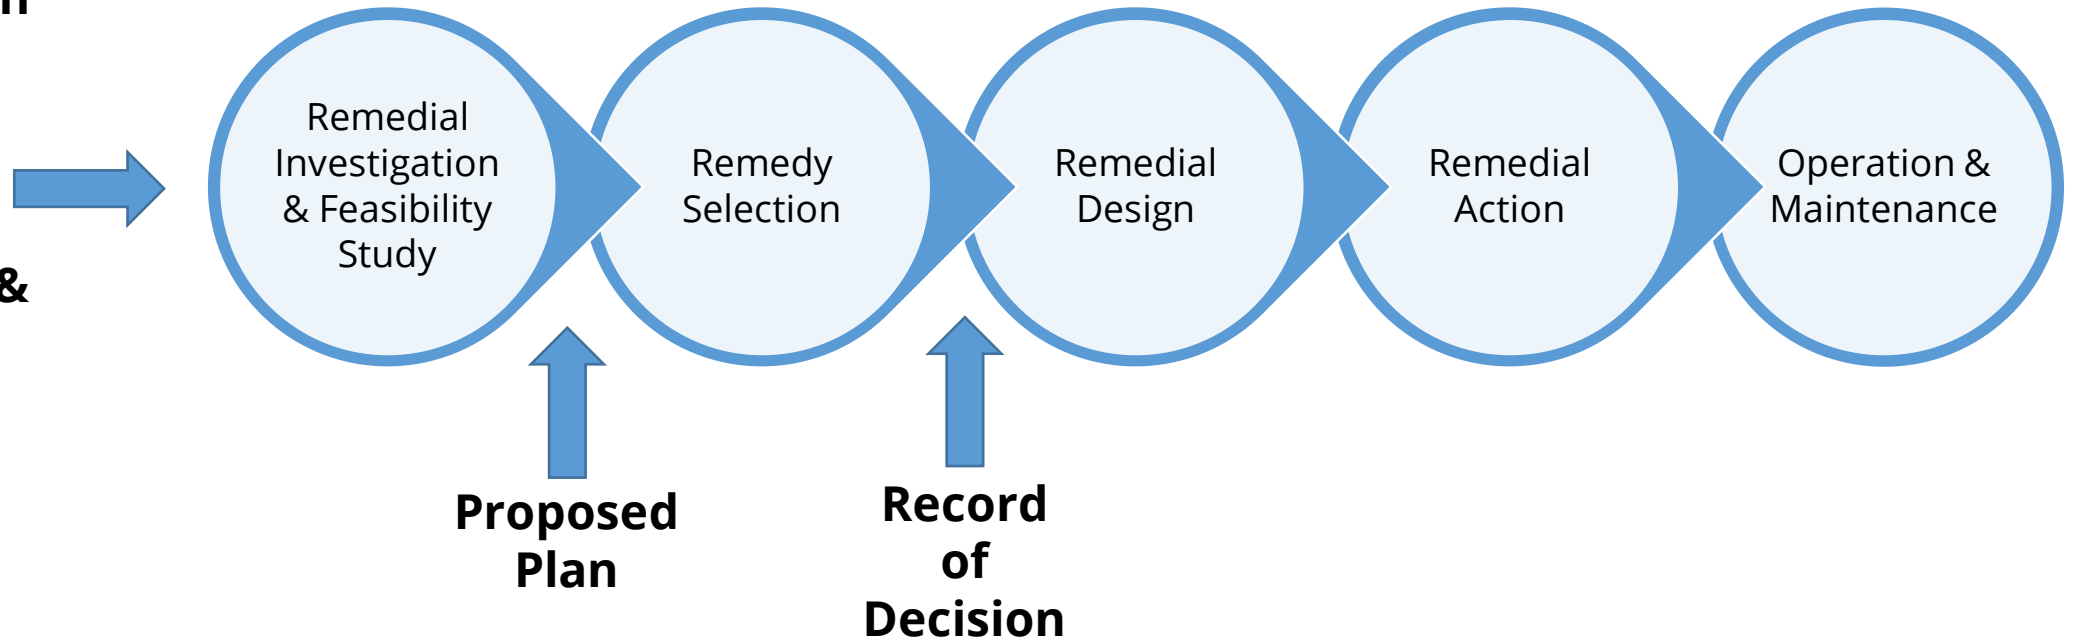 &
Remedial
Investigation
& Feasibility
Study
Remedy
Selection
Remedial
Design
Remedial
Action
Operation &
Maintenance
Proposed
Plan
Record
of
Decision